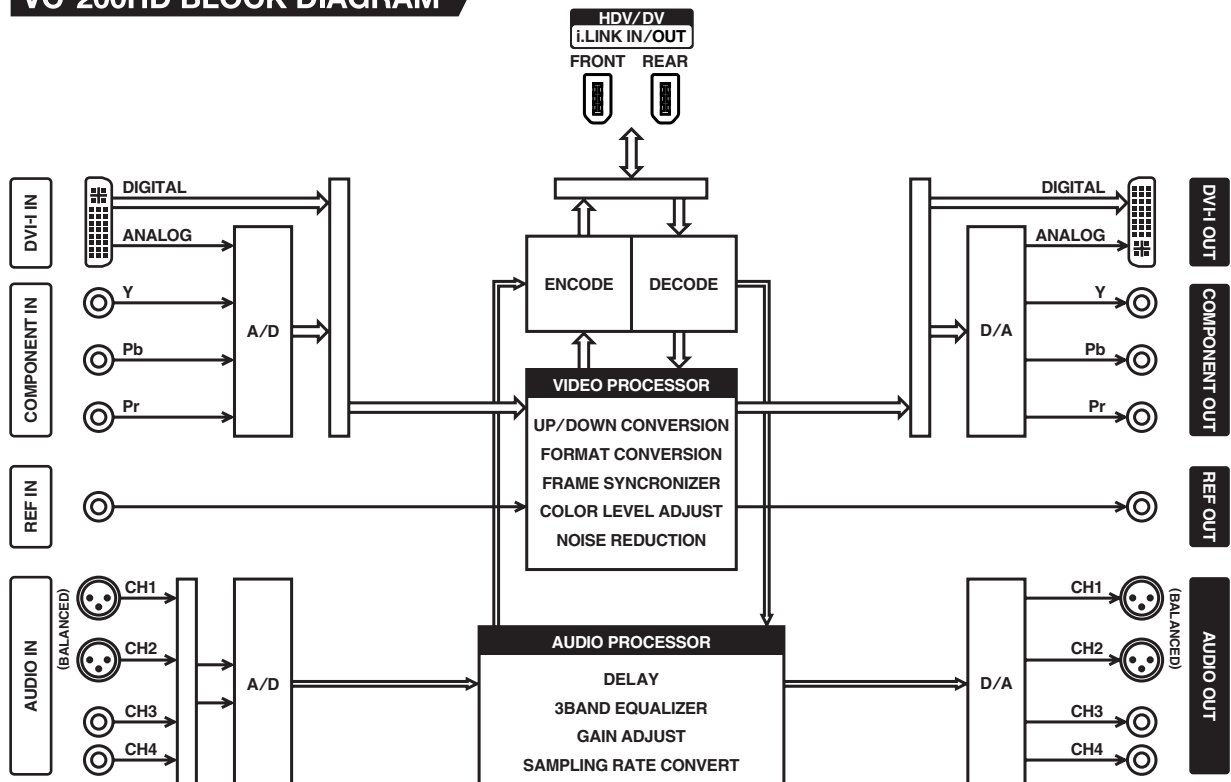 VC-200HD BLOCK DIAGRAM
HDV/DV
i.LINK IN/OUT
FRONT REAR
DVI-I IN
DIGITAL
ANALOG
COMPONENT IN
Y
Pb
Pr
A/D
ENCODE
DECODE
DIGITAL
ANALOG
DVI-I OUT
D/A
Y
Pb
Pr
COMPONENT OUT
VIDEO PROCESSOR
UP/DOWN CONVERSION
FORMAT CONVERSION
FRAME SYNCRONIZER
COLOR LEVEL ADJUST
NOISE REDUCTION
REF IN
REF OUT
AUDIO IN
(BALANCED)
CH1
CH2
CH3
CH4
A/D
AUDIO PROCESSOR
DELAY
3BAND EQUALIZER
GAIN ADJUST
SAMPLING RATE CONVERT
D/A
CH1
CH2
CH3
CH4
(BALANCED)
AUDIO OUT